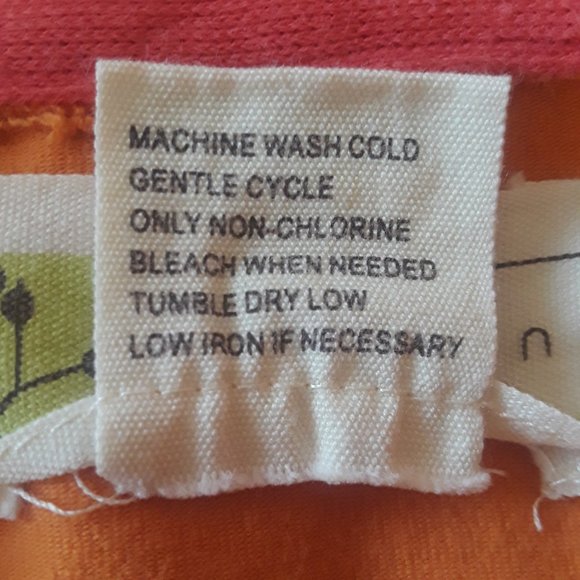 MACHINE WASH COLD
GENTLE CYCLE
ONLY NON-CHLORINE
BLEACH WHEN NEEDED
TUMBLE DRY LOW
LOW IRON IF NECESSARY